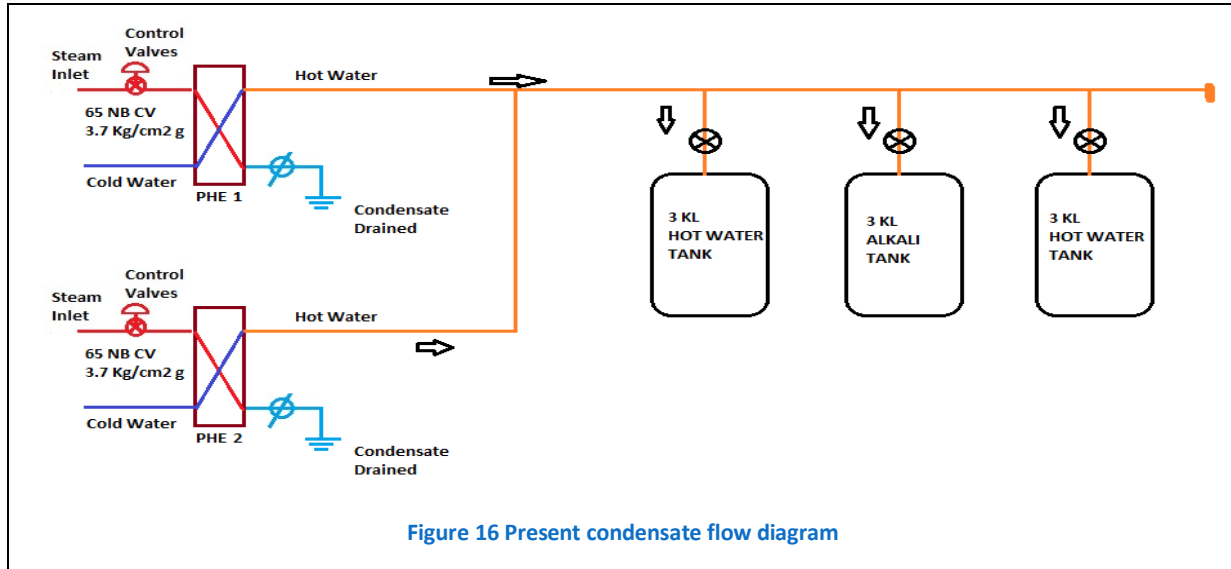 Control
Valves
Steam
Inlet
Hot Water
65 NB CV
3.7 Kg/cm2 g
Cold Water
PHE 1
Condensate
Drained
3 KL
HOT WATER
TANK
3 KL
ALKALI
TANK
3 KL
HOT WATER
TANK
Control
Valves
Steam
Inlet
Hot Water
65 NB CV
3.7 Kg/cm2 g
Cold Water
PHE 2
Condensate
Drained
Figure 16 Present condensate flow diagram